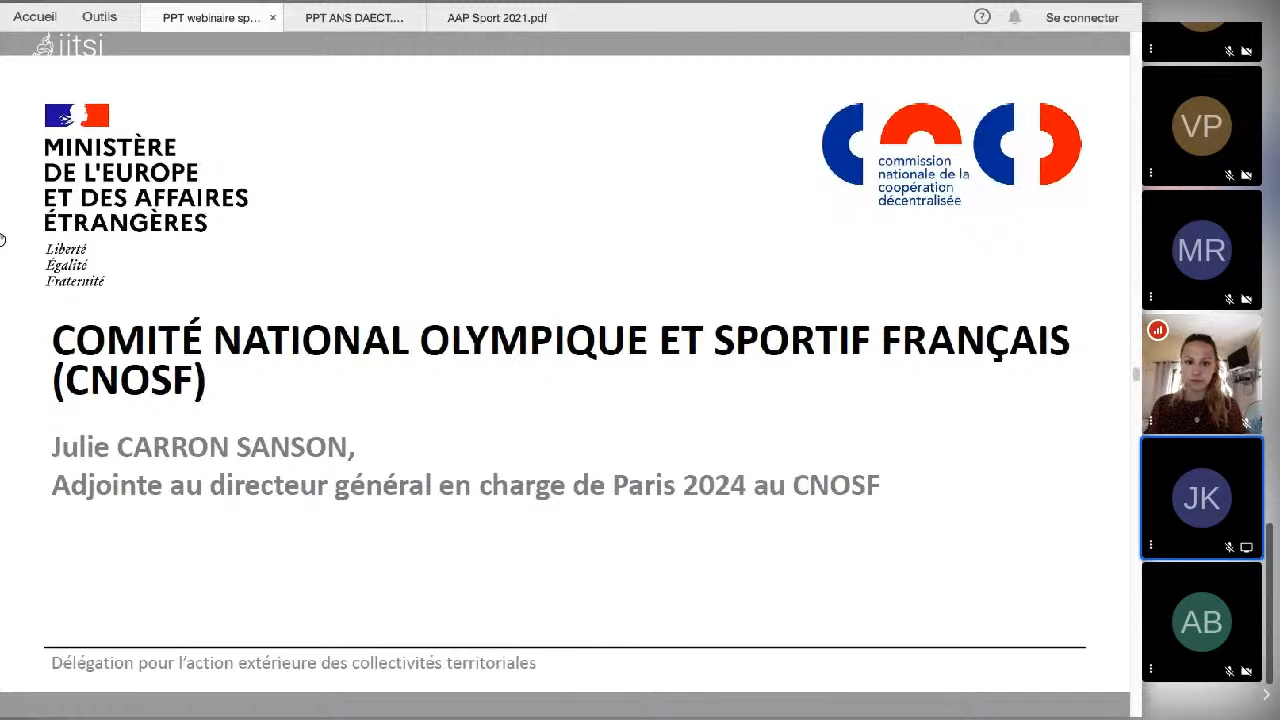 Accueil
Outils
PPT webinaire sp...
×
PPT ANS DAECT....
AAP Sport 2021.pdf
?
Se connecter
jitsi
MINISTÈRE
DE L'EUROPE
ET DES AFFAIRES
ÉTRANGÈRES
Liberté
Égalité
Fraternité
commission
nationale de la
coopération
décentralisée
COMITÉ NATIONAL OLYMPIQUE ET SPORTIF FRANÇAIS
(CNOSF)
Julie CARRON SANSON,
Adjointe au directeur général en charge de Paris 2024 au CNOSF
Délégation pour l’action extérieure des collectivités territoriales
VP
MR
JK
AB